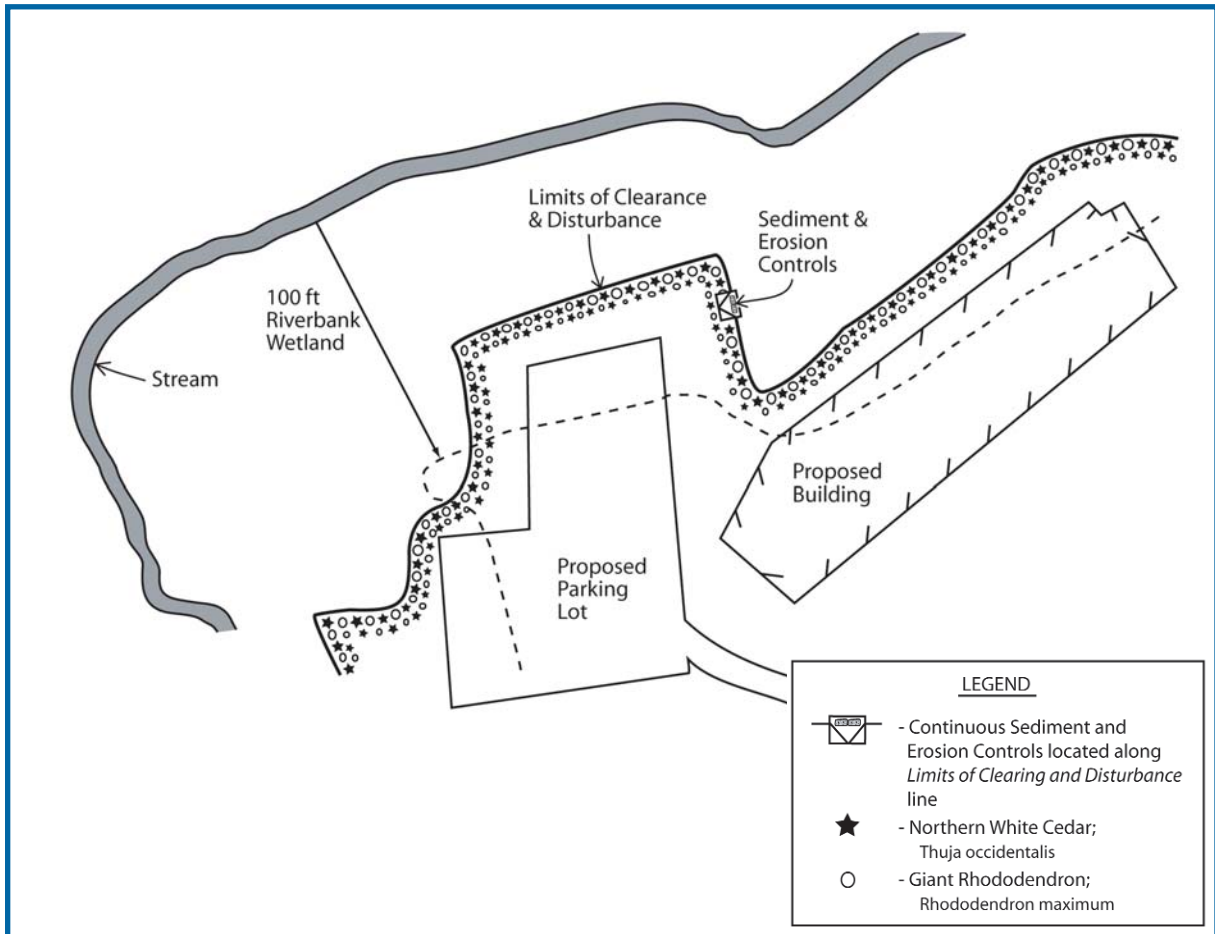 Limits of Clearance
& Disturbance
Sediment &
Erosion
Controls
100 ft
Riverbank
Wetland
Stream
Proposed
Building
Proposed
Parking
Lot
LEGEND
- Continuous Sediment and
Erosion Controls located along
Limits of Clearing and Disturbance
line
- Northern White Cedar;
Thuja occidentalis
- Giant Rhododendron;
Rhododendron maximum